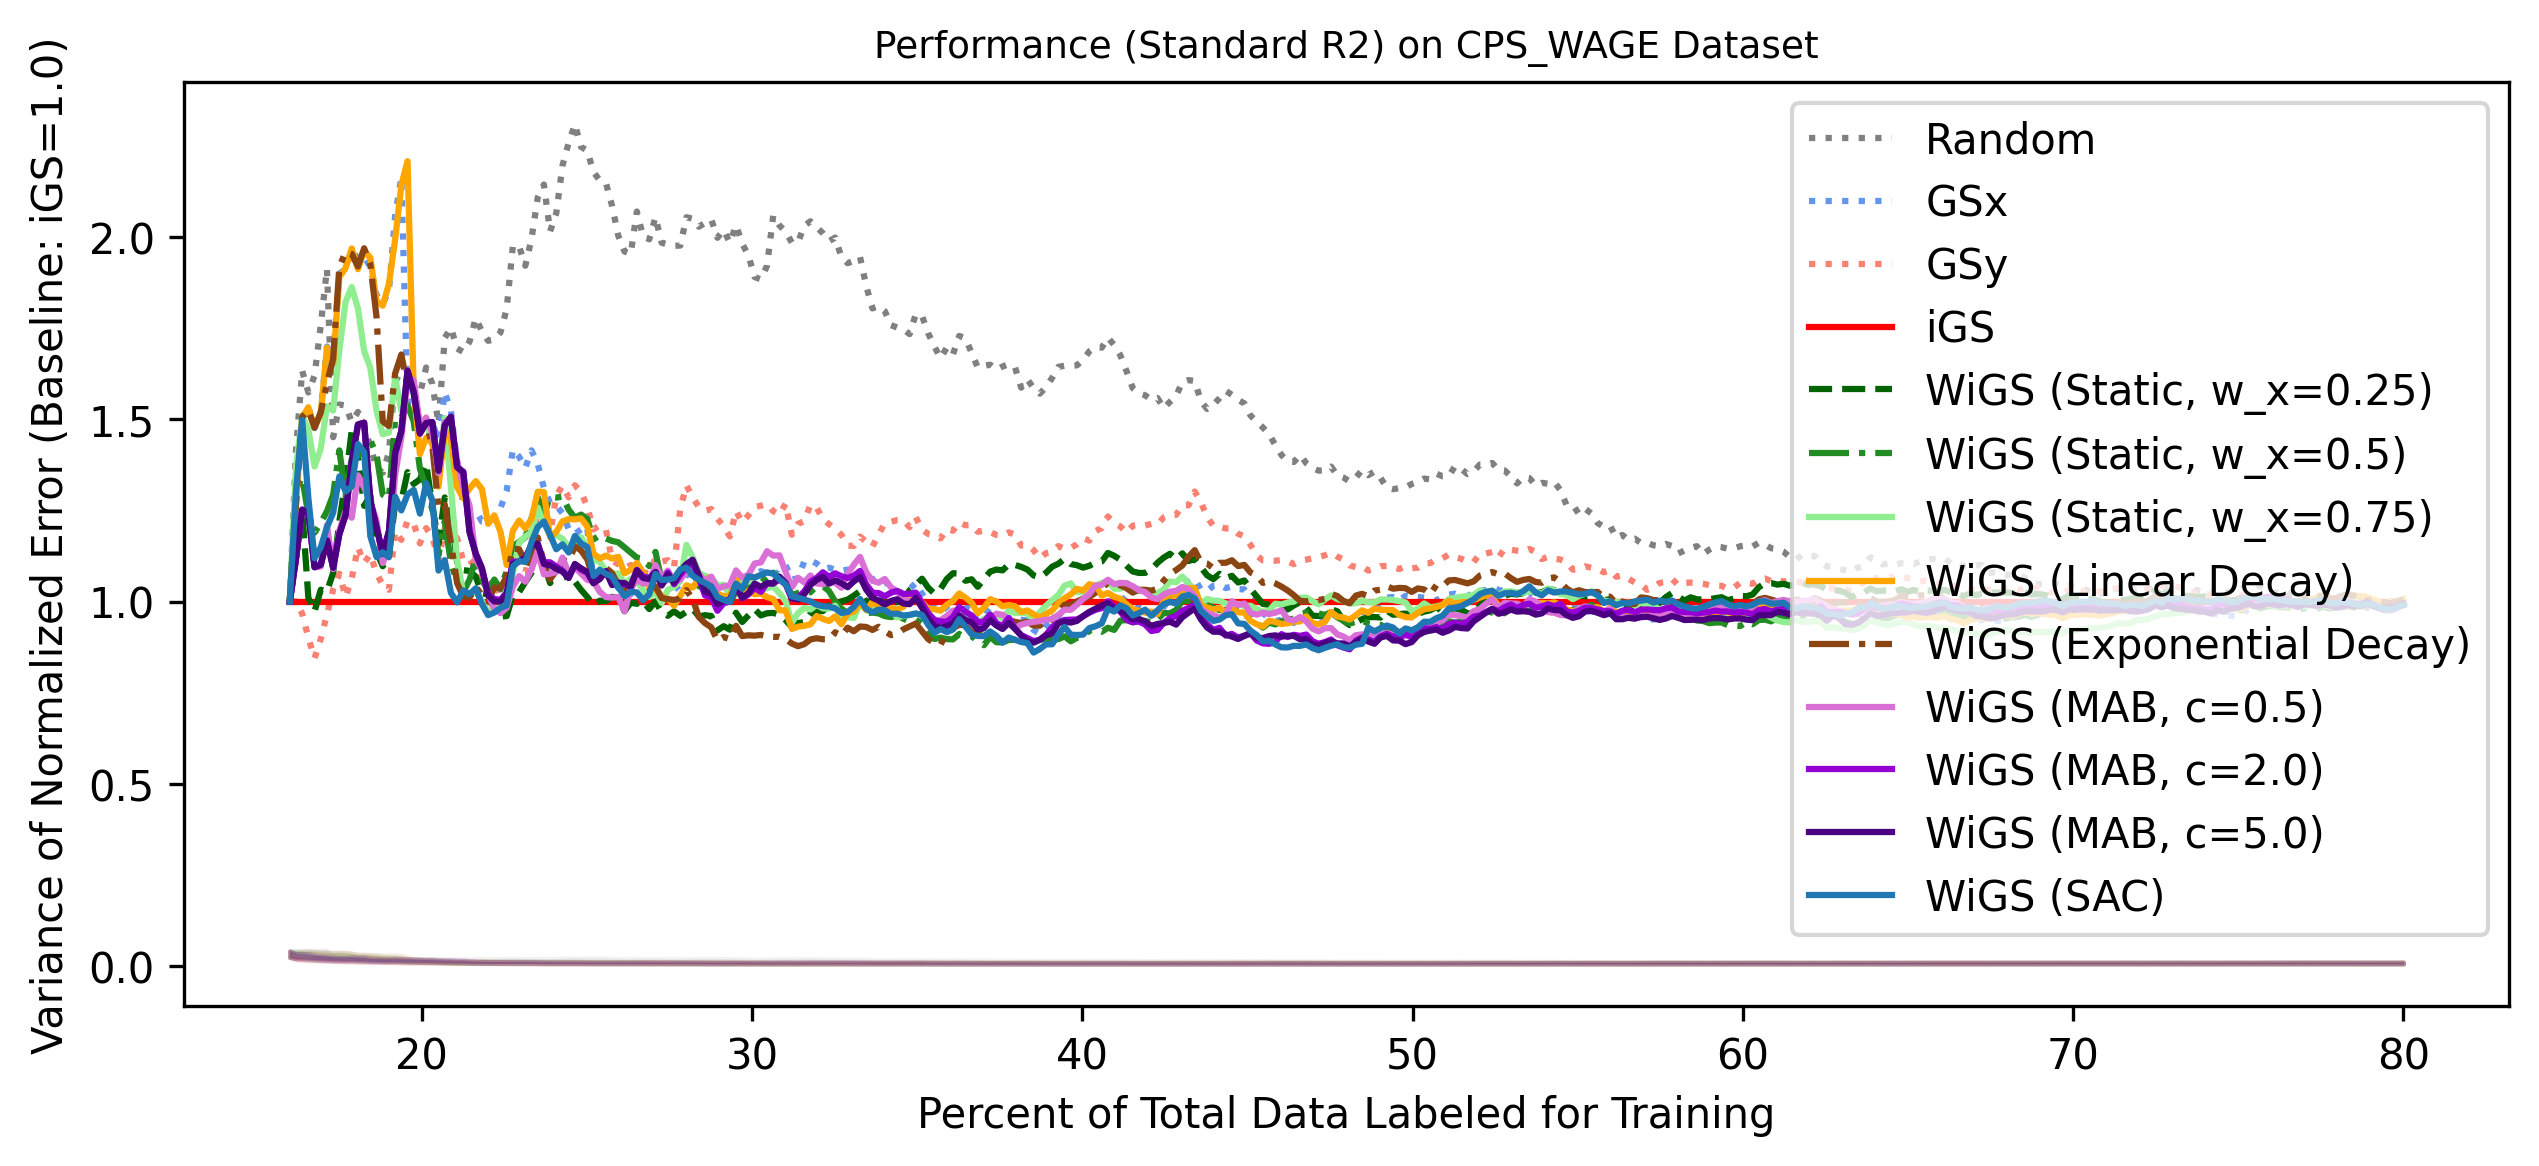 Performance (Standard R2) on CPS_WAGE Dataset
Variance of Normalized Error (Baseline: iGS=1.0)
2.0
1.5
1.0
0.5
0.0
Random
GSx
GSy
iGS
WiGS (Static, w_x=0.25)
WiGS (Static, w_x=0.5)
WiGS (Static, w_x=0.75)
WiGS (Linear Decay)
WiGS (Exponential Decay)
WiGS (MAB, c=0.5)
WiGS (MAB, c=2.0)
WiGS (MAB, c=5.0)
WiGS (SAC)
20 30 40 50 60 70 80
Percent of Total Data Labeled for Training